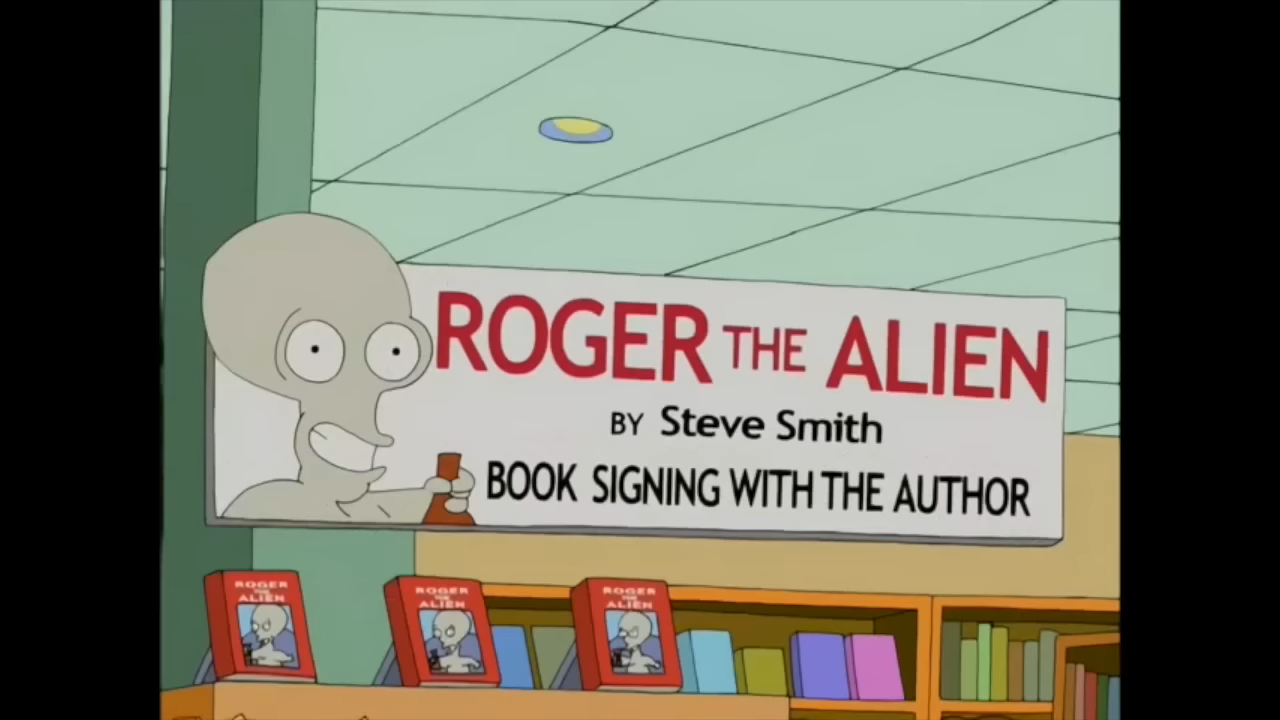 ROGER THE ALIEN
BY Steve Smith
BOOK SIGNING WITH THE AUTHOR
ROGER
THE
ALIEN
ROGER
THE
ALIEN
ROGER
THE
ALIEN